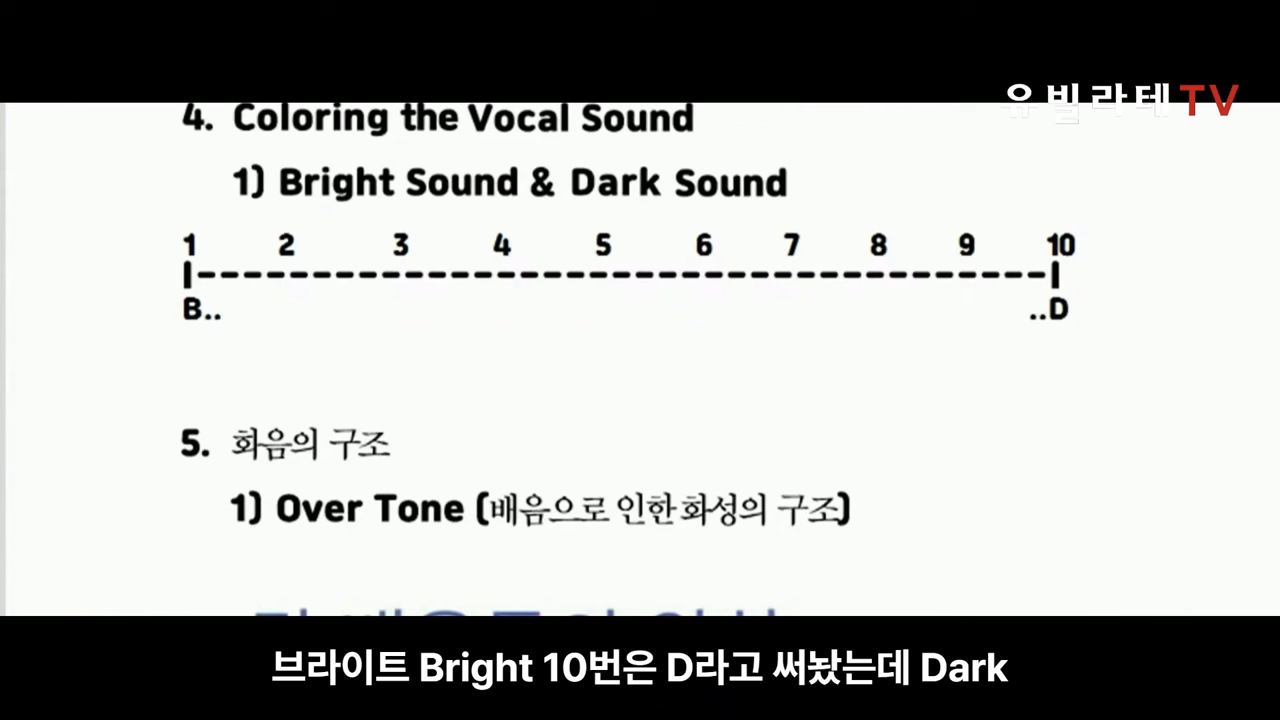 유빌라테TV
4. Coloring the Vocal Sound
1) Bright Sound & Dark Sound
1 2 3 4 5 6 7 8 9 10
B.. ..D
5. 화음의 구조
1) Over Tone (배음으로 인한 화성의 구조)
브라이트 Bright 10번은 D라고 써놨는데 Dark